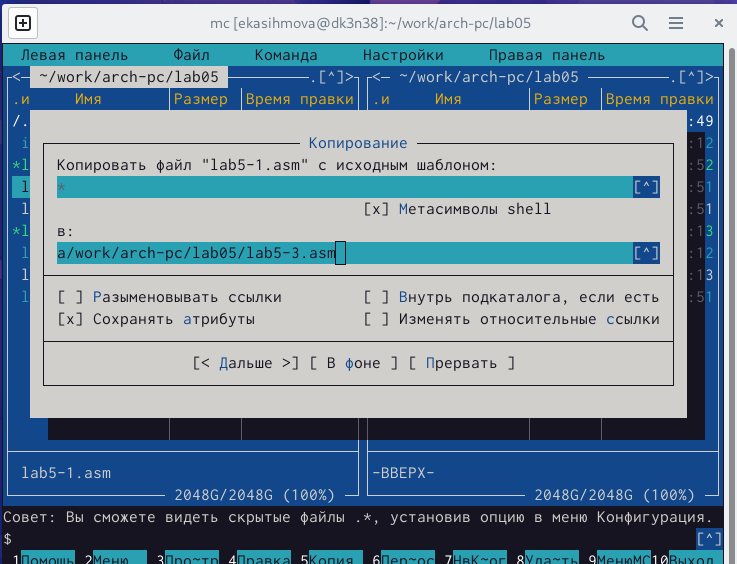 mc [ekasihmova@dk3n38]:~/work/arch-pc/lab05
Левая панель Файл Команда Настройки Правая панель
<— ~/work/arch-pc/lab05 .[^]> <— ~/work/arch-pc/lab05 .[^]>
.и Имя Размер Время правки .и Имя Размер Время правки
/. :49
i :12
*l :52
l :51
l :51
*l :13
l :12
l :13
l :51
Копирование
Копировать файл "lab5-1.asm" с исходным шаблоном:
* [^]
[x] Метасимволы shell
в:
a/work/arch-pc/lab05/lab5-3.asm [^]
[ ] Разыменовывать ссылки [ ] Внутрь подкаталога, если есть
[x] Сохранять атрибуты [ ] Изменять относительные ссылки
[< Дальше >] [ В фоне ] [ Прервать ]
lab5-1.asm -ВВЕРХ-
2048G/2048G (100%) 2048G/2048G (100%)
Совет: Вы сможете видеть скрытые файлы .*, установив опцию в меню Конфигурация.
$ [^]
1Помощь 2Меню 3Про~тр 4Правка 5Копия 6Пер~ос 7НвК~ог 8Уда~ть 9МенюMC 10Выход